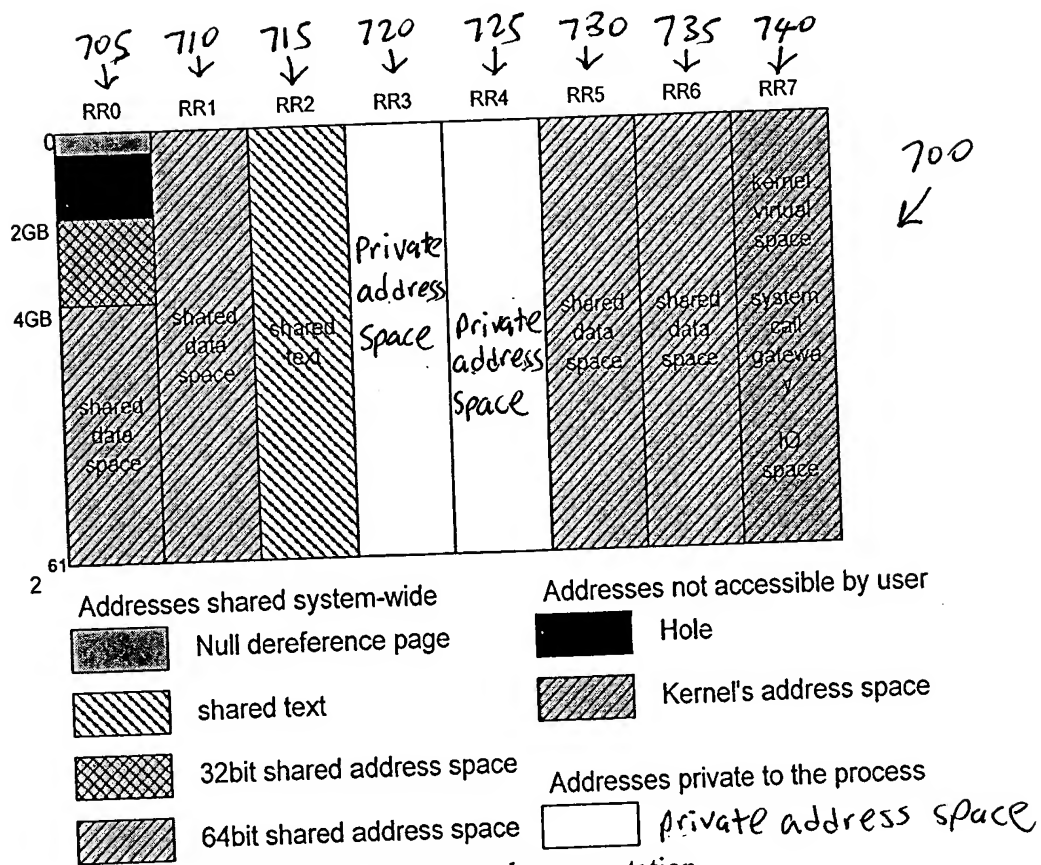 705 710 715 720 725 730 735 740
RR0 RR1 RR2 RR3 RR4 RR5 RR6 RR7
700
0
2GB
4GB
61
2
shared
data
space
shared
data
space
shared
text
Private
address
Space
Private
address
Space
shared
data
space
shared
data
space
kernel
virtual
space
system
call
gatewa
y
IO
space
Addresses shared system-wide
Null dereference page
shared text
32bit shared address space
64bit shared address space
Addresses not accessible by user
Hole
Kernel's address space
Addresses private to the process
private address space